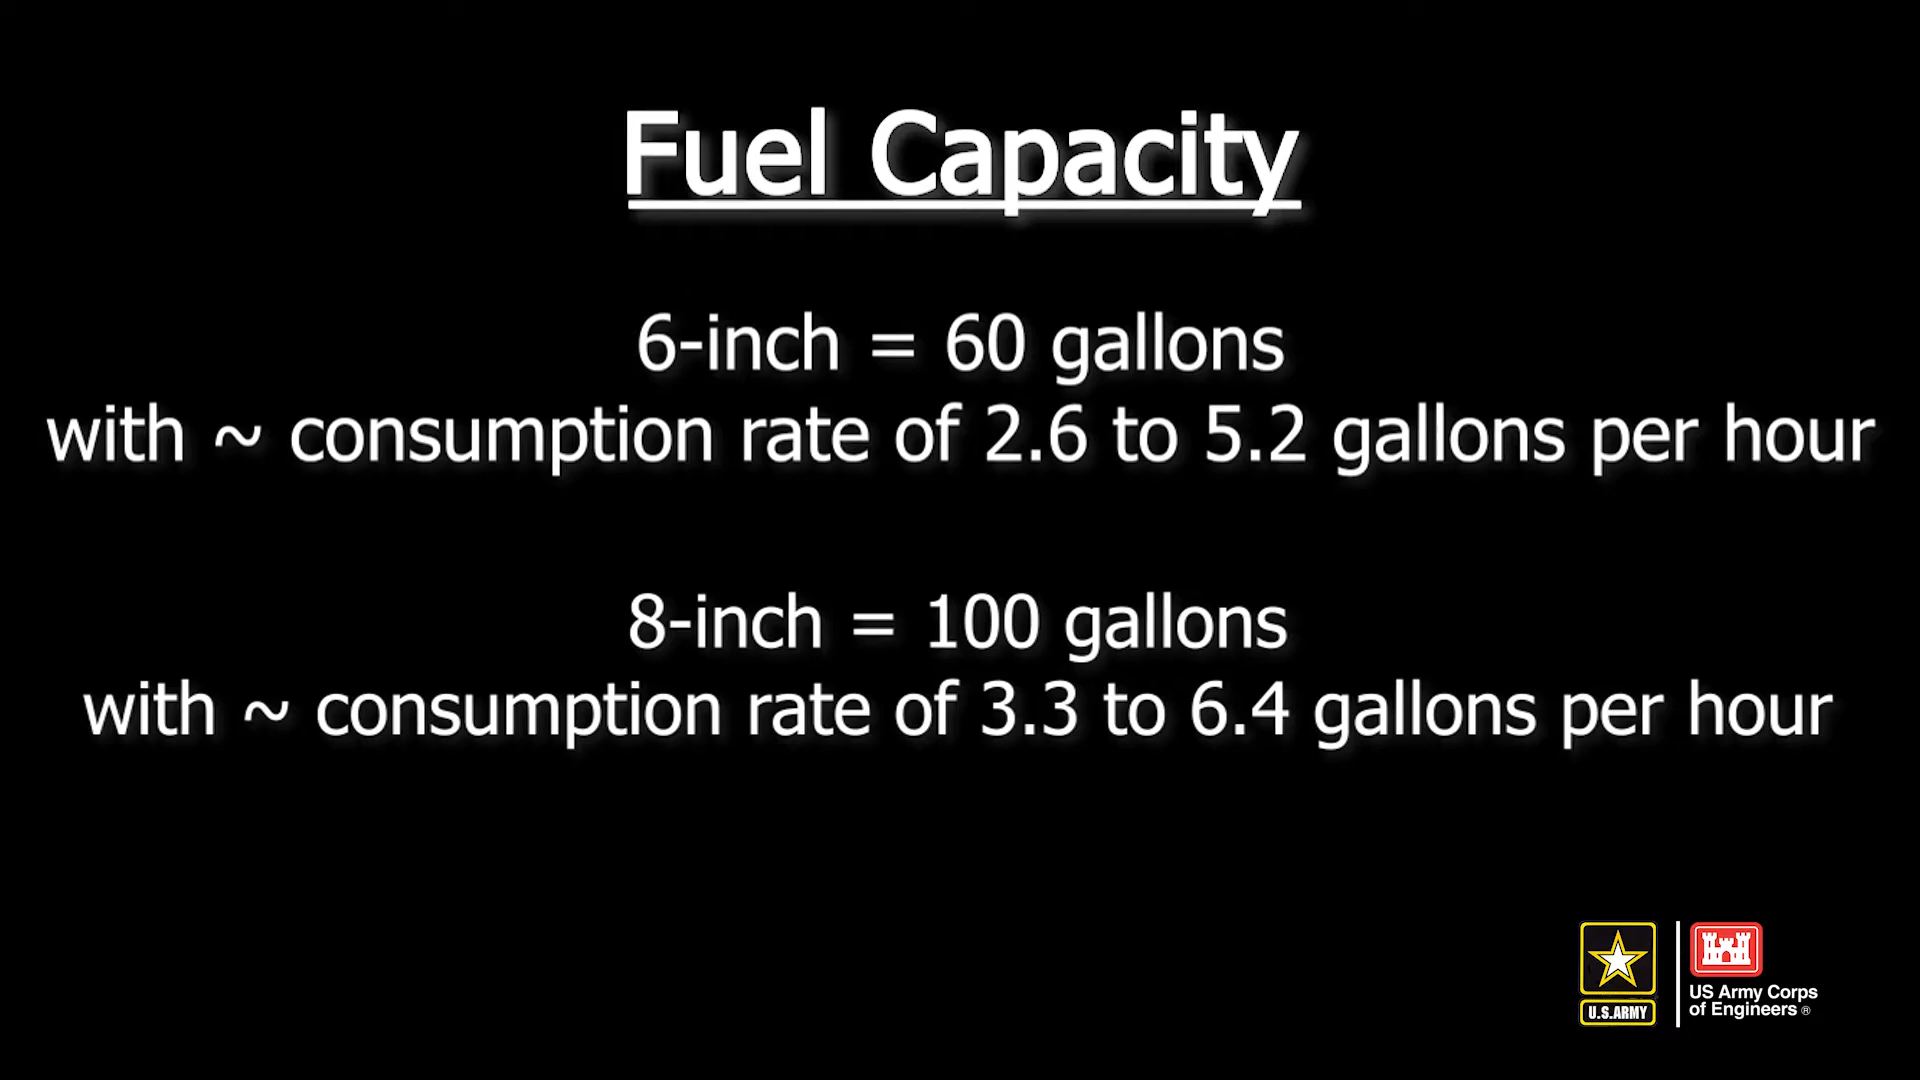 Fuel Capacity
6-inch = 60 gallons
with ~ consumption rate of 2.6 to 5.2 gallons per hour
8-inch = 100 gallons
with ~ consumption rate of 3.3 to 6.4 gallons per hour
U.S.ARMY
US Army Corps
of Engineers ®